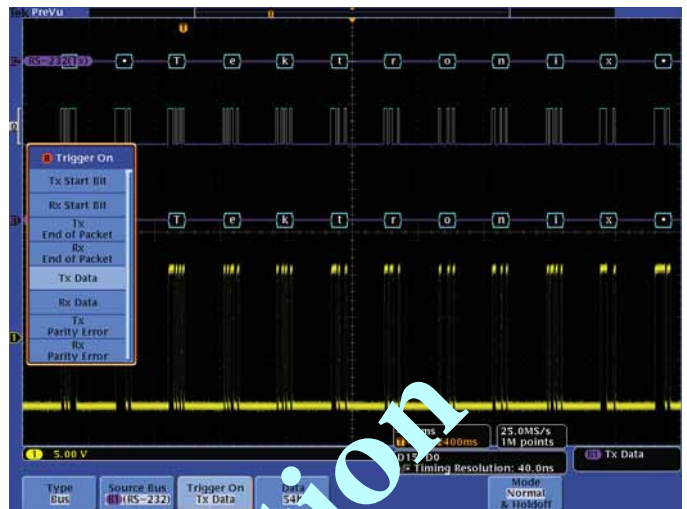 Tek PreVu
RS-232(Tx) • T e k t r o n i x •
B Trigger On
Tx Start Bit
Rx Start Bit
T e k t r o n i x •
Tx
End of Packet
Rx
End of Packet
Tx Data
Rx Data
Tx
Parity Error
Rx
Parity Error
1 5.00 V
25.0MS/s
1M points
Timing Resolution: 40.0ns
B1 Tx Data
Type
Bus
Source Bus
B1 (RS-232)
Trigger On
Tx Data
Data
Mode
Normal
& Holdoff
tion